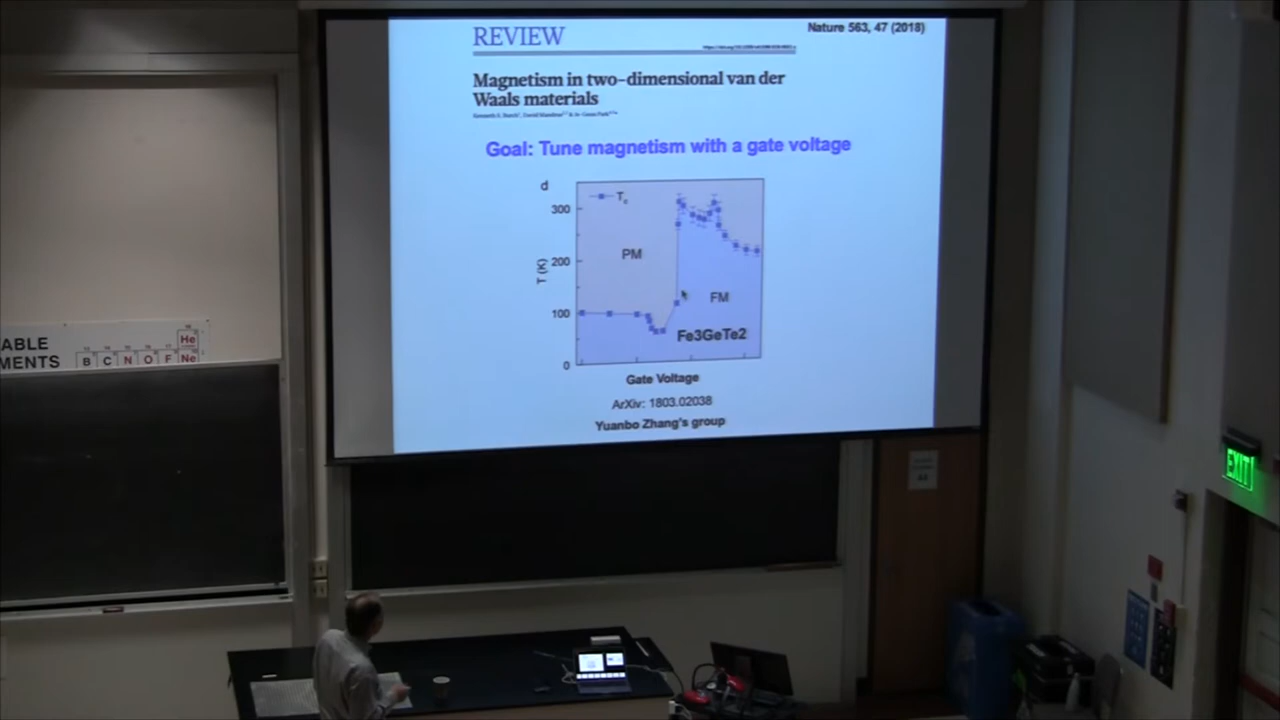 REVIEW
Nature 563, 47 (2018)
Magnetism in two-dimensional van der
Waals materials
Goal: Tune magnetism with a gate voltage
d
Tc
300
200
100
0
T (K)
PM
FM
Fe3GeTe2
Gate Voltage
ArXiv: 1803.02038
Yuanbo Zhang's group
ABLE
MENTS
B C N O F Ne
He
EXIT